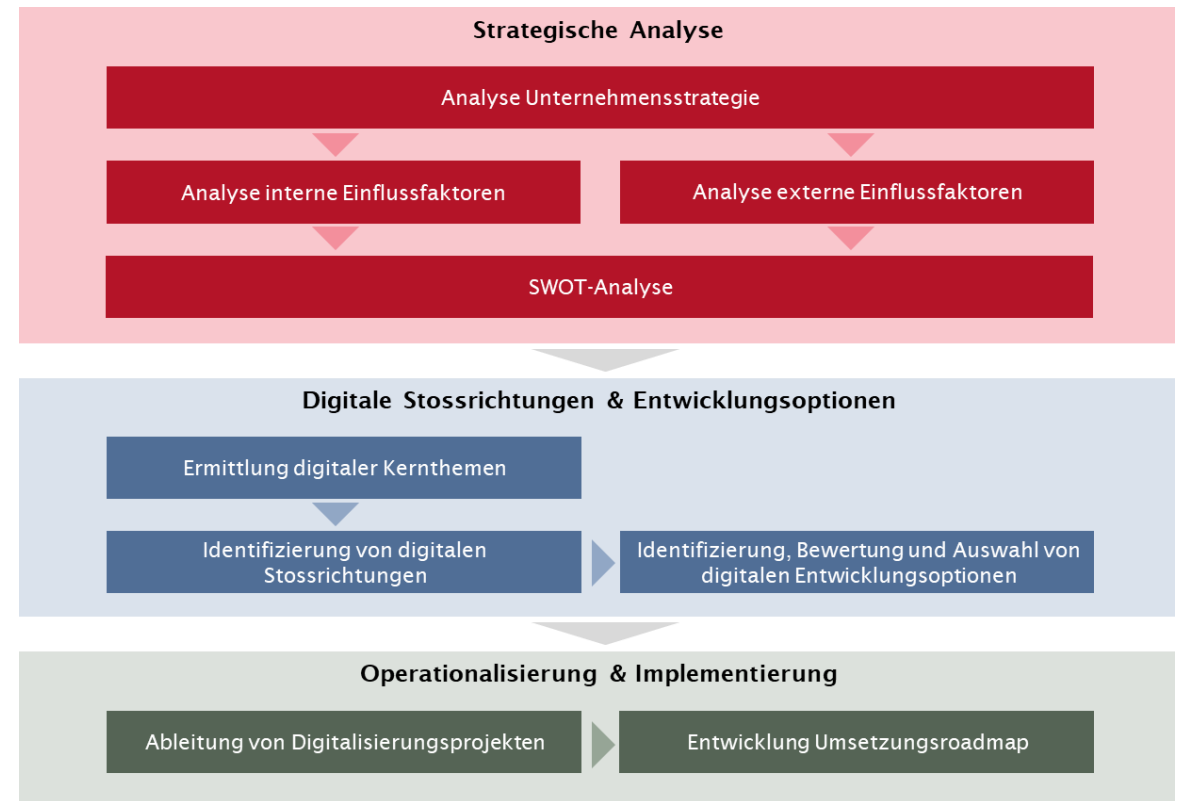 Strategische Analyse
Analyse Unternehmensstrategie
Analyse interne Einflussfaktoren
Analyse externe Einflussfaktoren
SWOT-Analyse
Digitale Stossrichtungen & Entwicklungsoptionen
Ermittlung digitaler Kernthemen
Identifizierung von digitalen
Stossrichtungen
Identifizierung, Bewertung und Auswahl von
digitalen Entwicklungsoptionen
Operationalisierung & Implementierung
Ableitung von Digitalisierungsprojekten
Entwicklung Umsetzungsroadmap